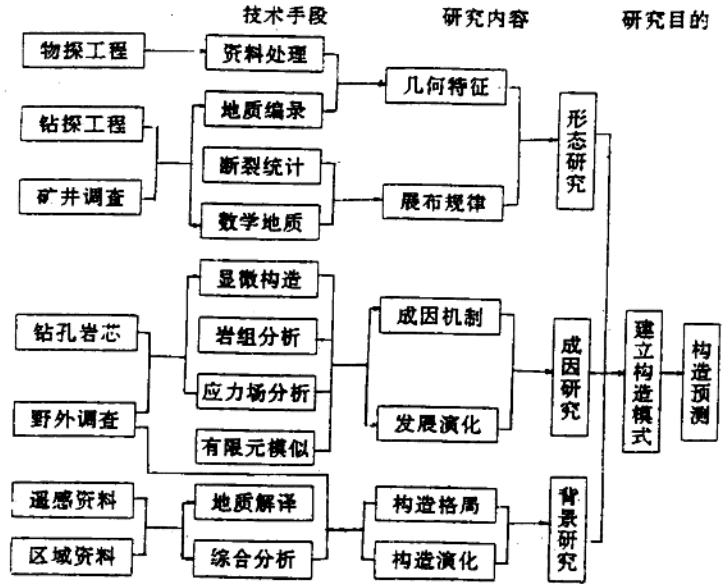 技术手段 研究内容 研究目的
物探工程 资料处理
几何特征
钻探工程 地质编录
形态研究
断裂统计
矿井调查 数学地质 展布规律
显微构造
钻孔岩芯 岩组分析 成因机制
成因研究 建立构造模式 构造预测
应力场分析
野外调查 有限元模似 发展演化
遥感资料 地质解译 构造格局
背景研究
区域资料 综合分析 构造演化